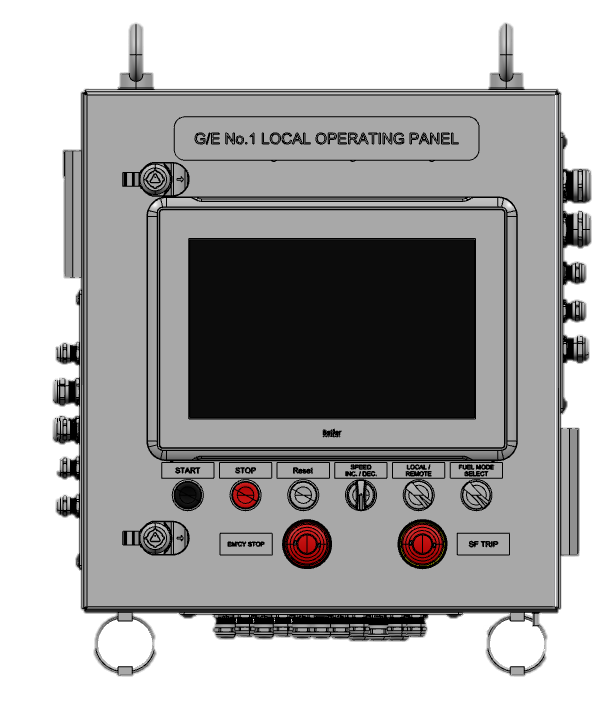 G/E No.1 LOCAL OPERATING PANEL
START
STOP
Reset
SPEED
INC. / DEC.
LOCAL /
REMOTE
FUEL MODE
SELECT
EM'CY STOP
SF TRIP